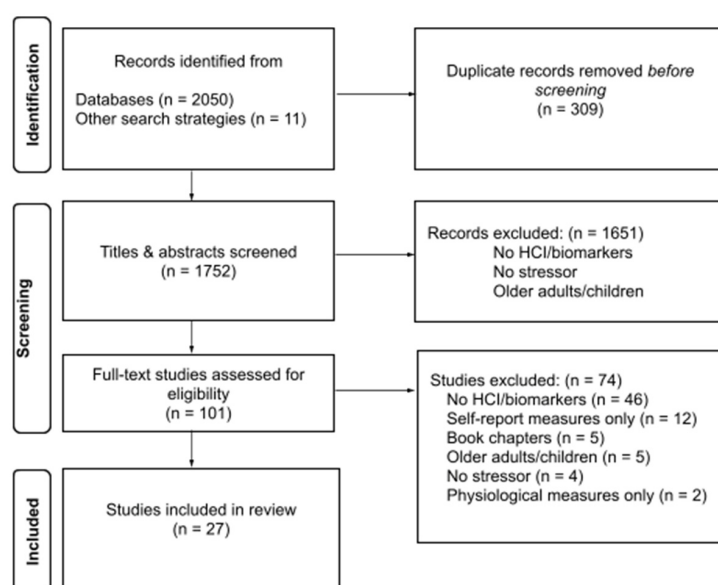 Identification
Records identified from
Databases (n = 2050)
Other search strategies (n = 11)
Duplicate records removed before
screening
(n = 309)
Screening
Titles & abstracts screened
(n = 1752)
Records excluded: (n = 1651)
No HCI/biomarkers
No stressor
Older adults/children
Full-text studies assessed for
eligibility
(n = 101)
Studies excluded: (n = 74)
No HCI/biomarkers (n = 46)
Self-report measures only (n = 12)
Book chapters (n = 5)
Older adults/children (n = 5)
No stressor (n = 4)
Physiological measures only (n = 2)
Included
Studies included in review
(n = 27)